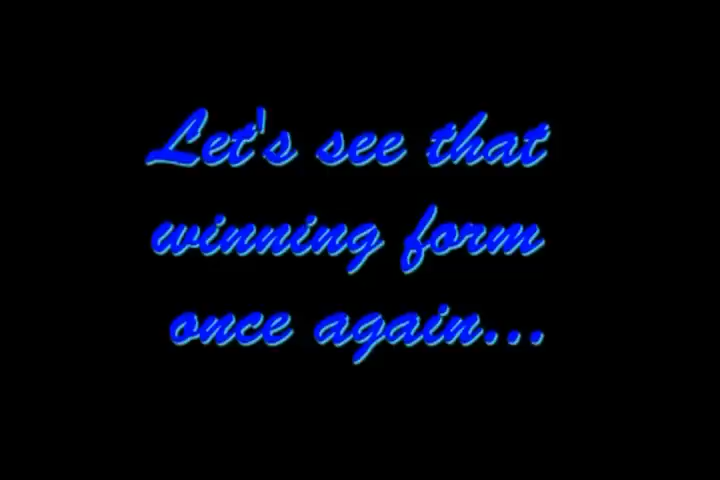 Let's see that
winning form
once again...